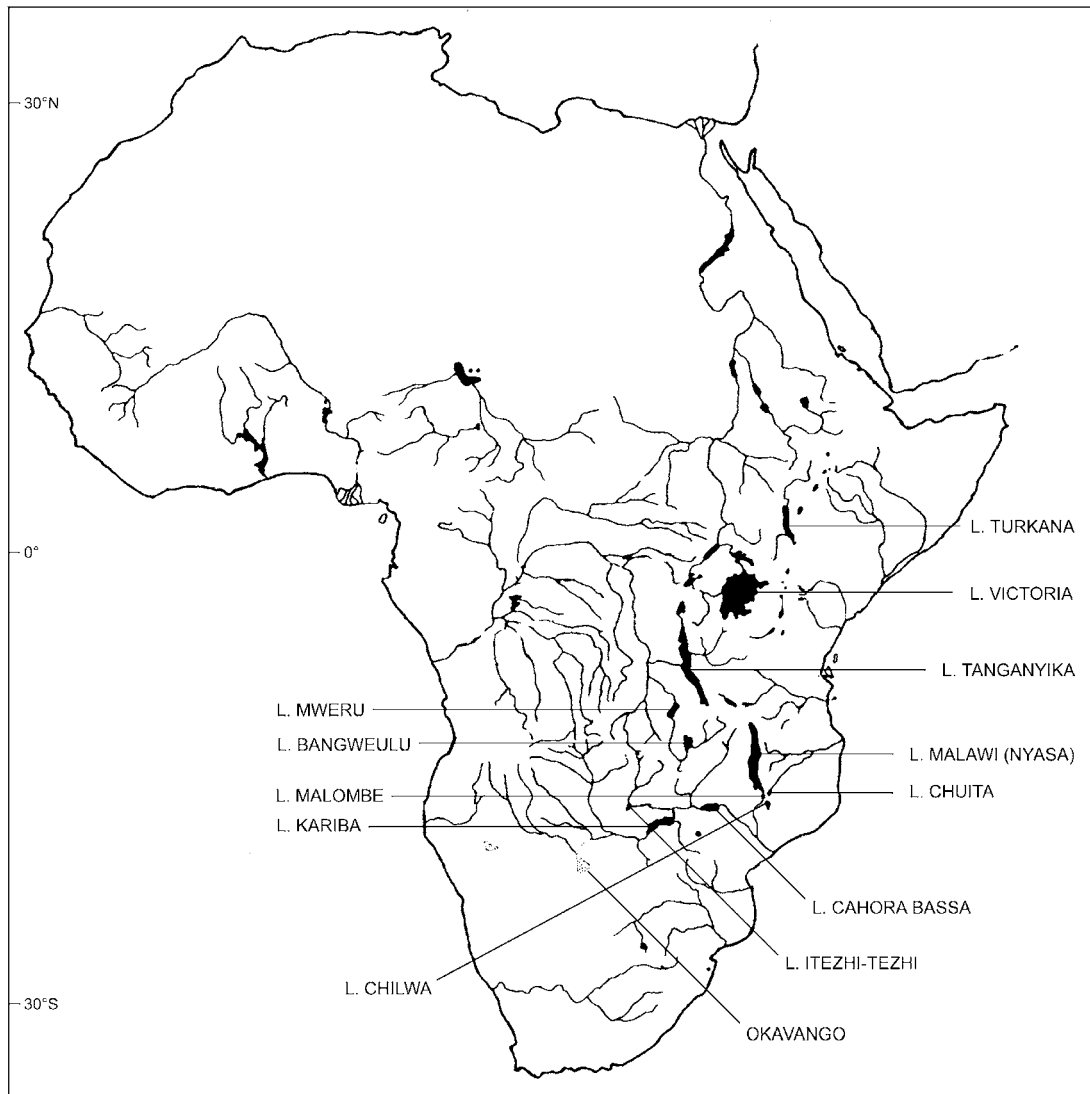 30°N
L. TURKANA
0°
L. VICTORIA
L. TANGANYIKA
L. MWERU
L. BANGWEULU
L. MALAWI (NYASA)
L. MALOMBE
L. CHUITA
L. KARIBA
L. CAHORA BASSA
L. ITEZHI-TEZHI
L. CHILWA
30°S
OKAVANGO